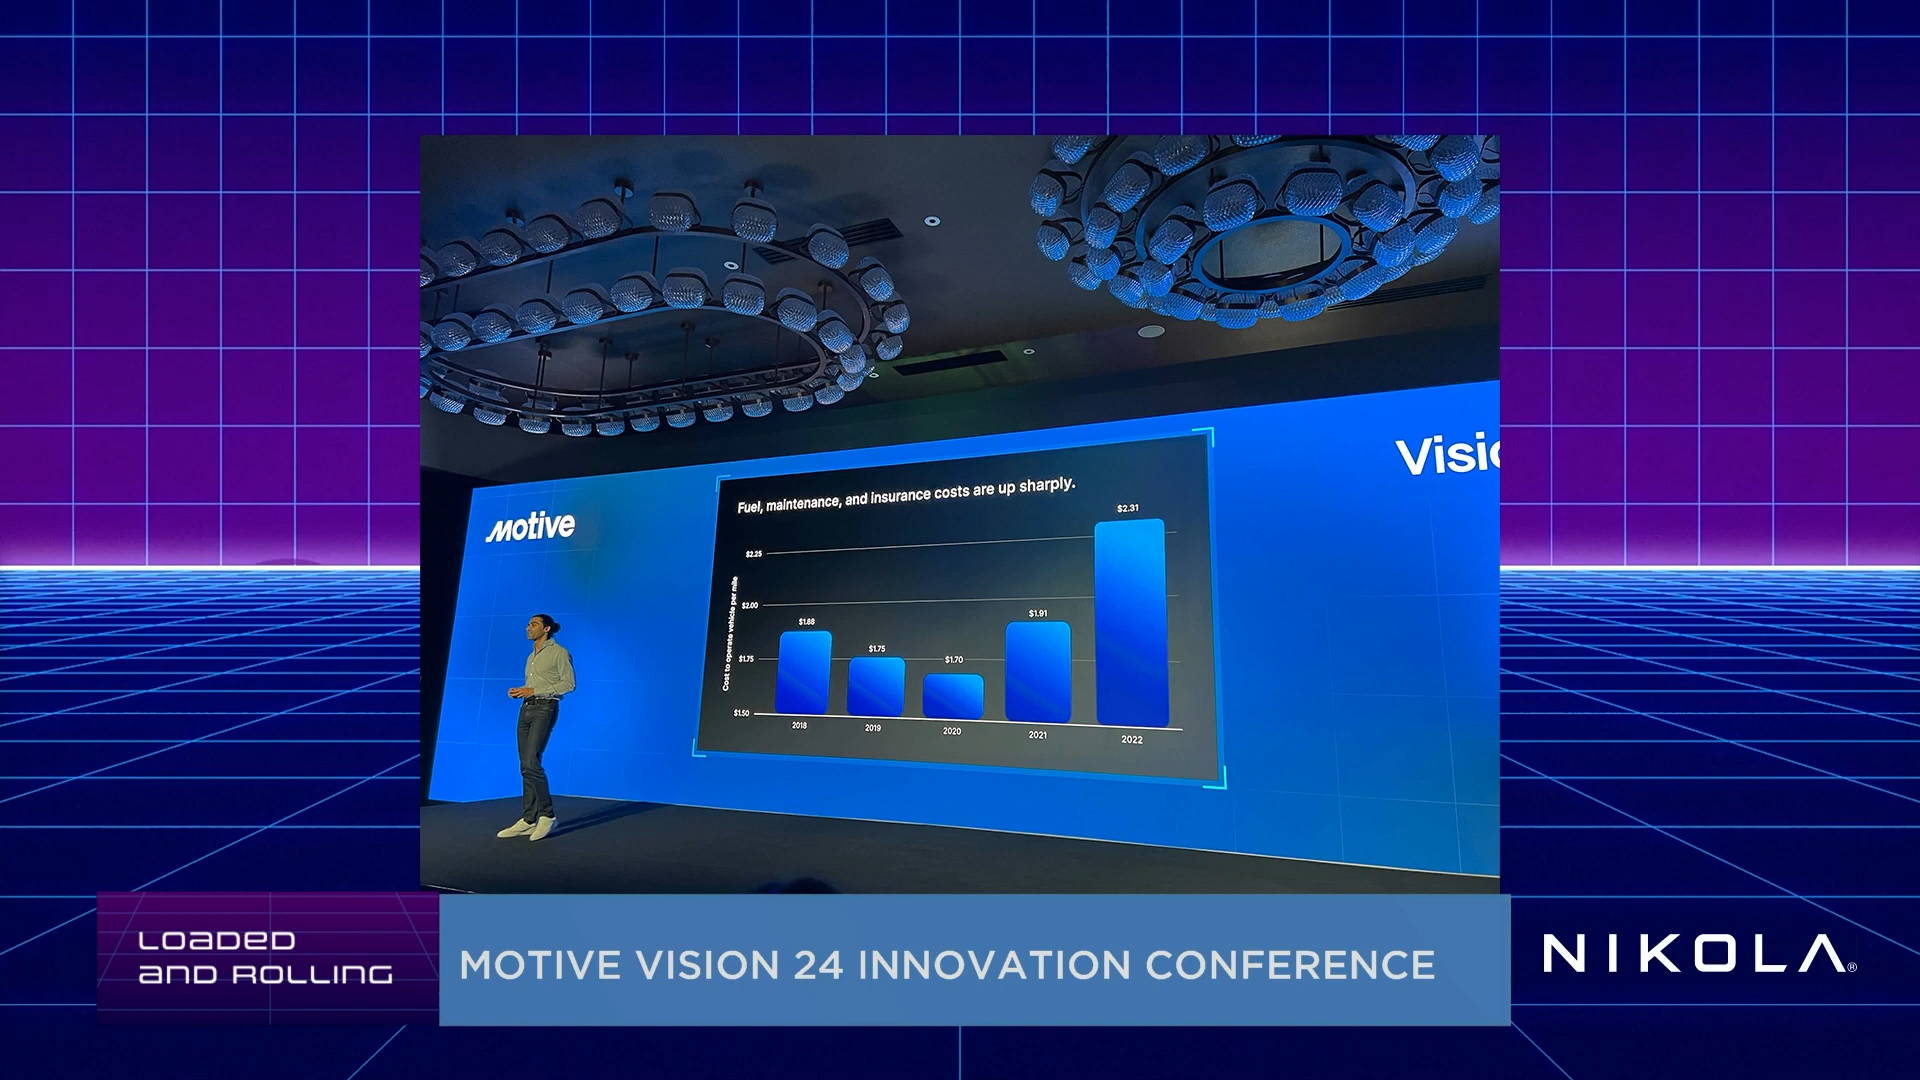 Motive
Visio
Fuel, maintenance, and insurance costs are up sharply.
Cost to operate vehicle per mile
$2.25
$2.00
$1.75
$1.50
$1.88
$1.75
$1.70
$1.91
$2.31
2018
2019
2020
2021
2022
LOADED
AND ROLLING
MOTIVE VISION 24 INNOVATION CONFERENCE
NIKOLA®